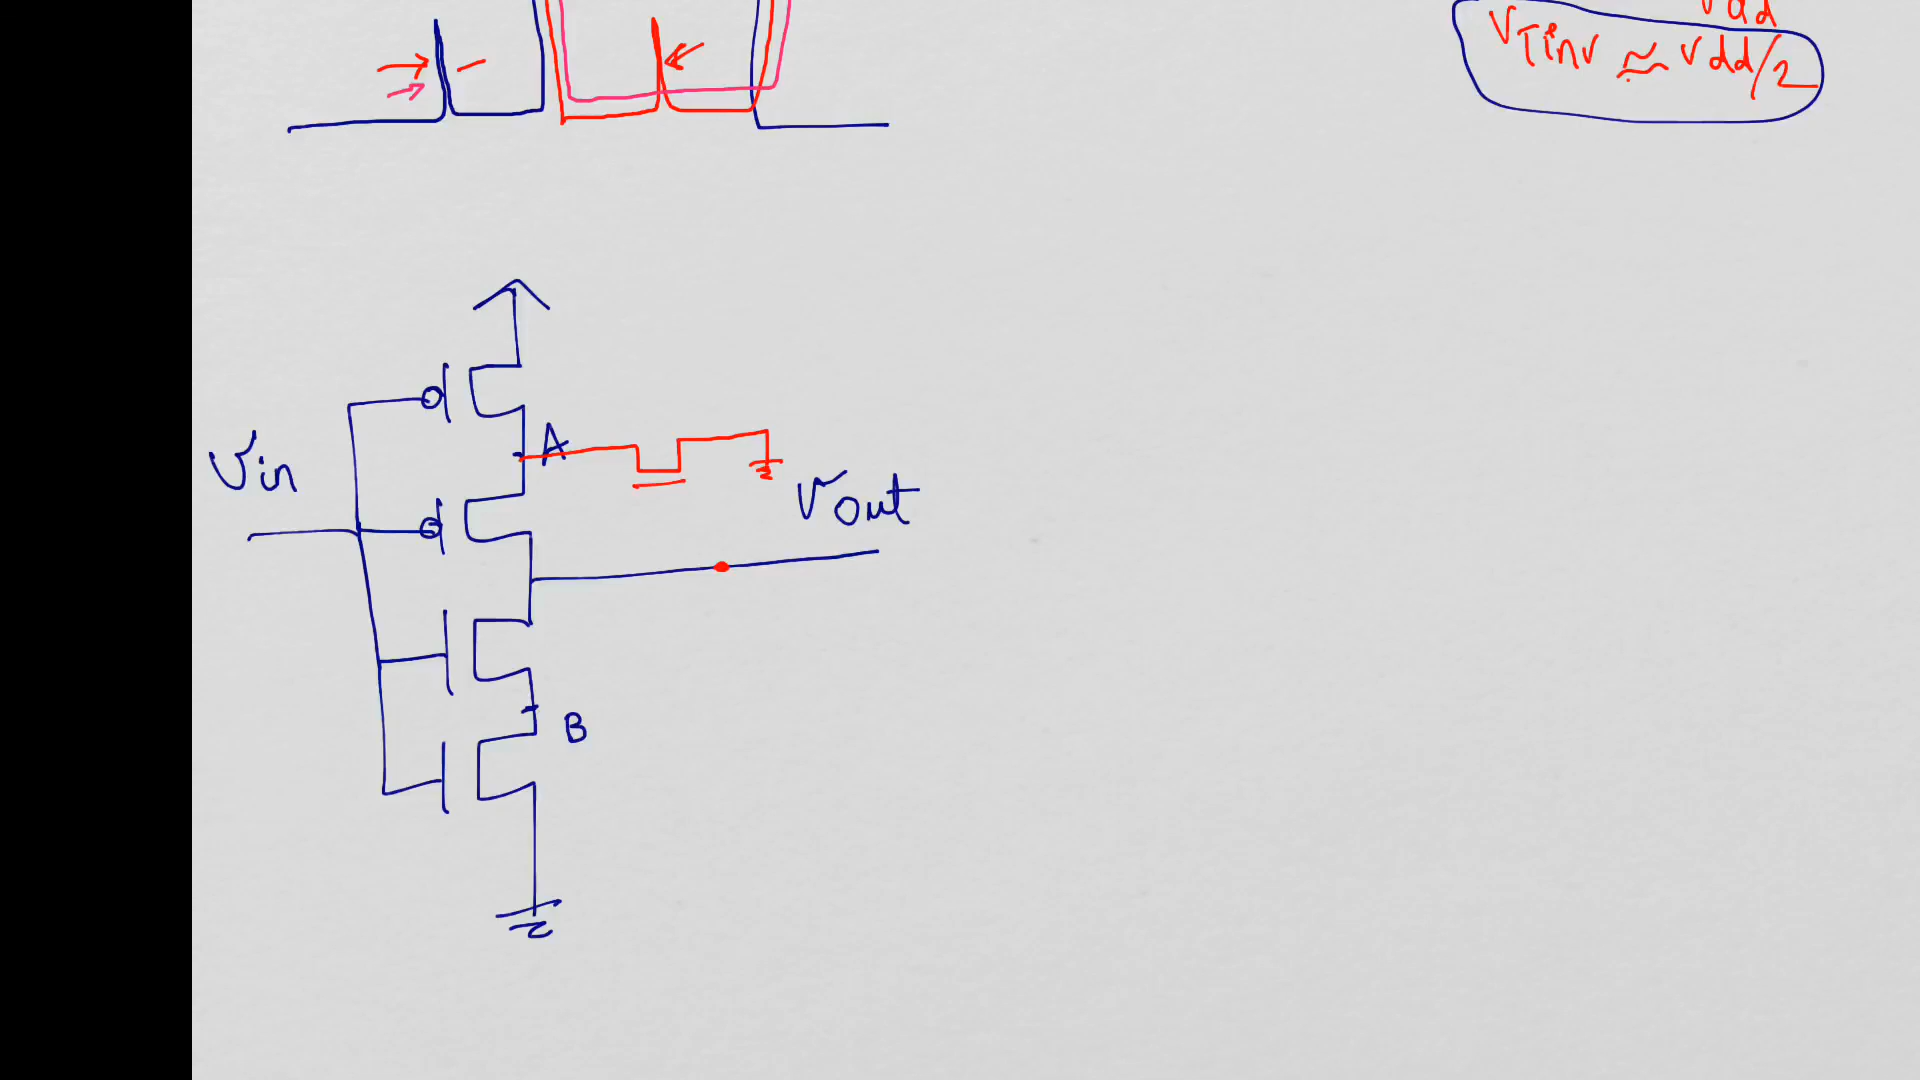 Vdd
VTinv ≈ Vdd/2
A
Vin
Vout
B